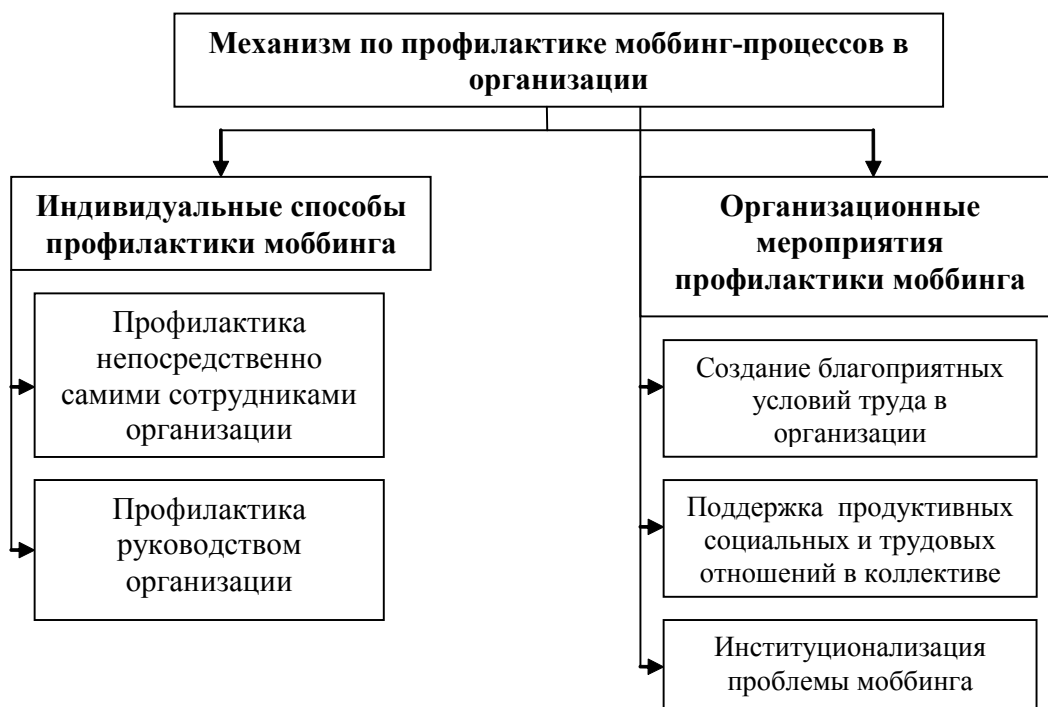 Механизм по профилактике моббинг-процессов в
организации
Индивидуальные способы
профилактики моббинга
Профилактика
непосредственно
самими сотрудниками
организации
Профилактика
руководством
организации
Организационные
мероприятия
профилактики моббинга
Создание благоприятных
условий труда в
организации
Поддержка продуктивных
социальных и трудовых
отношений в коллективе
Институционализация
проблемы моббинга